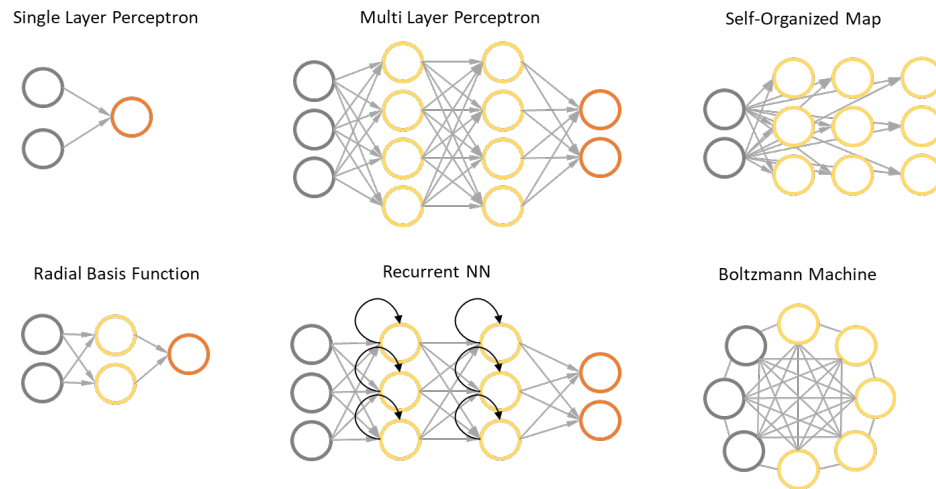 Single Layer Perceptron
Multi Layer Perceptron
Self-Organized Map
Radial Basis Function
Recurrent NN
Boltzmann Machine